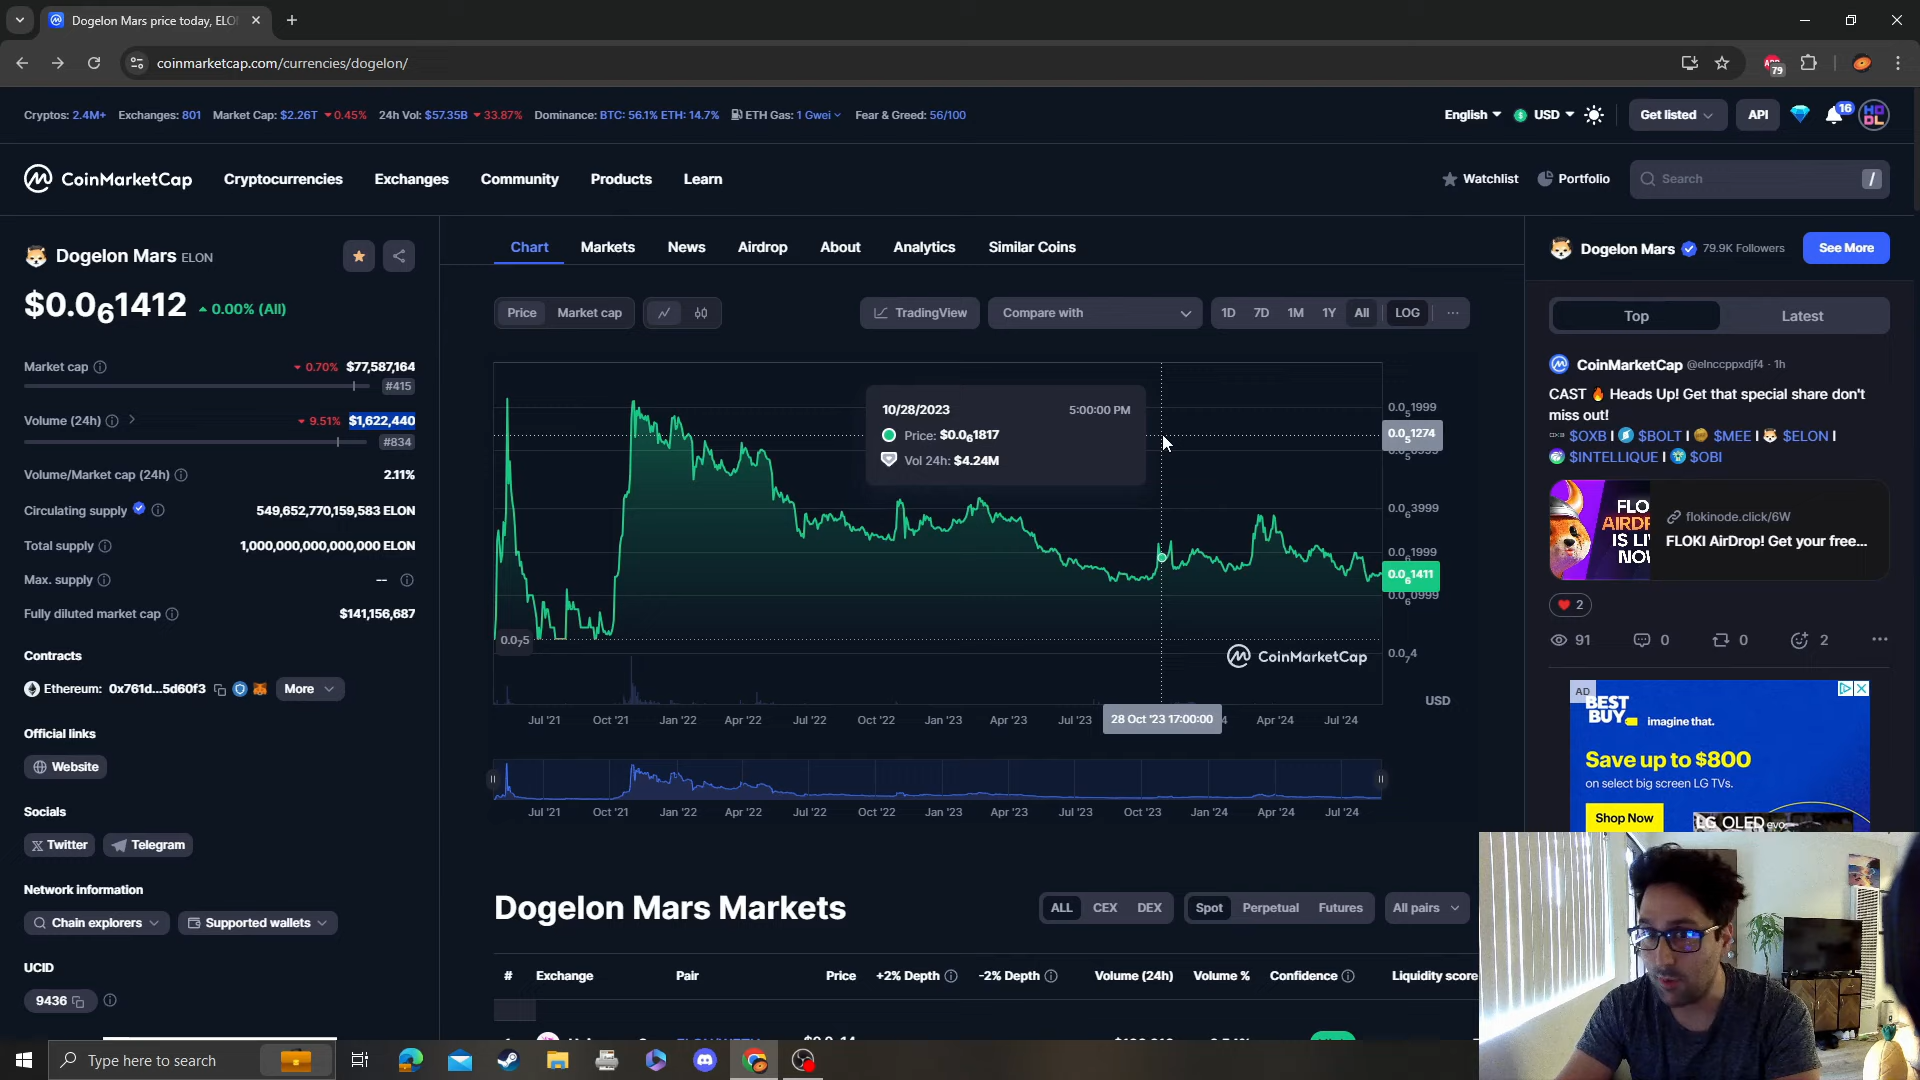 Dogelon Mars price today, ELO
coinmarketcap.com/currencies/dogelon/
79
Cryptos: 2.4M+ Exchanges: 801 Market Cap: $2.26T 0.45% 24h Vol: $57.35B 33.87% Dominance: BTC: 56.1% ETH: 14.7% ETH Gas: 1 Gwei Fear & Greed: 56/100
English USD Get listed API 16 HODL
CoinMarketCap Cryptocurrencies Exchanges Community Products Learn
Watchlist Portfolio Search /
Dogelon Mars ELON
$0.0₆1412 0.00% (All)
Market cap 0.70% $77,587,164
#415
Volume (24h) 9.51% $1,622,440
#834
Volume/Market cap (24h) 2.11%
Circulating supply 549,652,770,159,583 ELON
Total supply 1,000,000,000,000,000 ELON
Max. supply --
Fully diluted market cap $141,156,687
Contracts
Ethereum: 0x761d...5d60f3 More
Official links
Website
Socials
Twitter Telegram
Network information
Chain explorers Supported wallets
UCID
9436
Chart Markets News Airdrop About Analytics Similar Coins
Price Market cap TradingView Compare with 1D 7D 1M 1Y All LOG ...
10/28/2023 5:00:00 PM
Price: $0.0₆1817
Vol 24h: $4.24M
0.0₅1999
0.0₅1274
0.0₆3999
0.0₆1999
0.0₆1411
0.0₆0999
0.0₇5
0.0₇4
CoinMarketCap
USD
Jul '21 Oct '21 Jan '22 Apr '22 Jul '22 Oct '22 Jan '23 Apr '23 Jul '23 28 Oct '23 17:00:00 4 Apr '24 Jul '24
Jul '21 Oct '21 Jan '22 Apr '22 Jul '22 Oct '22 Jan '23 Apr '23 Jul '23 Oct '23 Jan '24 Apr '24 Jul '24
Dogelon Mars Markets
ALL CEX DEX Spot Perpetual Futures All pairs
# Exchange Pair Price +2% Depth -2% Depth Volume (24h) Volume % Confidence Liquidity score
Dogelon Mars 79.9K Followers See More
Top Latest
CoinMarketCap @elnccppxdjf4 · 1h
CAST 🔥 Heads Up! Get that special share don't
miss out!
$OXB | $BOLT | $MEE | $ELON |
$INTELLIQUE | $OBI
FLO
AIRDR
IS LI
NOW
flokinode.click/6W
FLOKI AirDrop! Get your free...
2
91 0 0 2 ...
AD
BEST
BUY imagine that.
Save up to $800
on select big screen LG TVs.
Shop Now
LG OLED evo
Type here to search